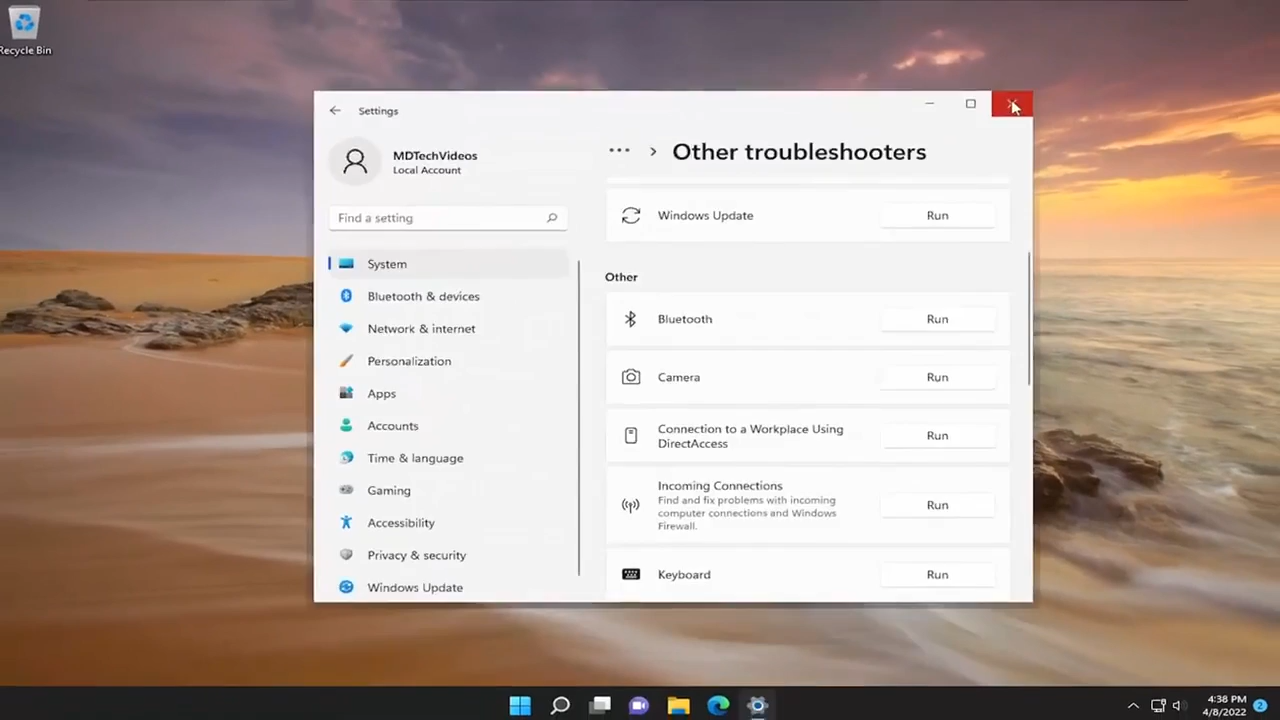 Recycle Bin
Settings
MDTechVideos
Local Account
Find a setting
System
Bluetooth & devices
Network & internet
Personalization
Apps
Accounts
Time & language
Gaming
Accessibility
Privacy & security
Windows Update
... > Other troubleshooters
Windows Update Run
Other
Bluetooth Run
Camera Run
Connection to a Workplace Using
DirectAccess
Run
Incoming Connections
Find and fix problems with incoming
computer connections and Windows
Firewall.
Run
Keyboard Run
4:38 PM
4/8/2022
2